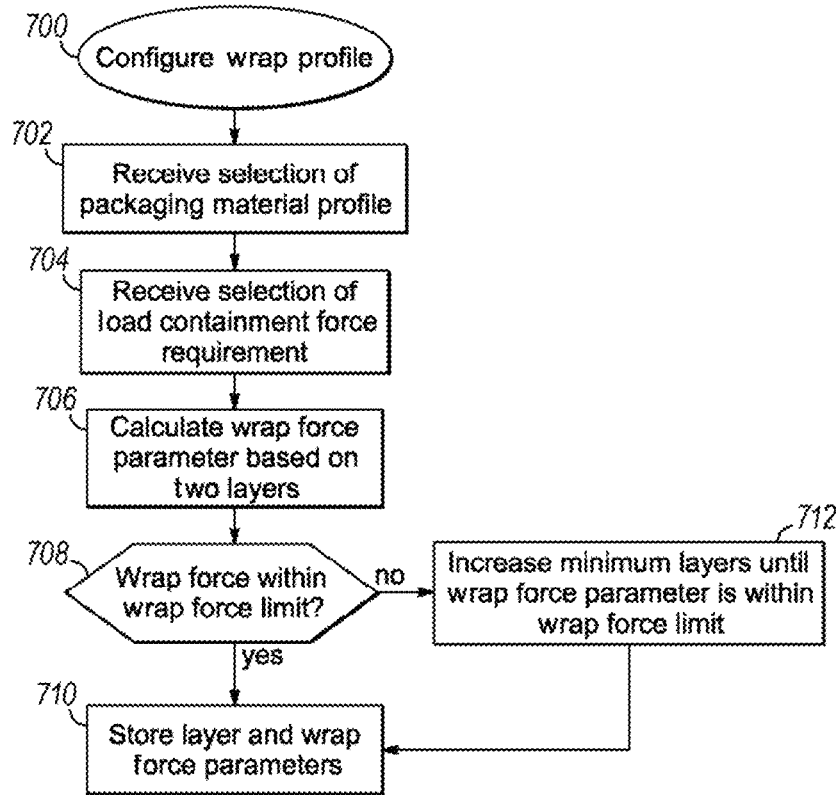 700
Configure wrap profile
702
Receive selection of
packaging material profile
704
Receive selection of
load containment force
requirement
706
Calculate wrap force
parameter based on
two layers
708
Wrap force within
wrap force limit?
no
yes
712
Increase minimum layers until
wrap force parameter is within
wrap force limit
710
Store layer and wrap
force parameters